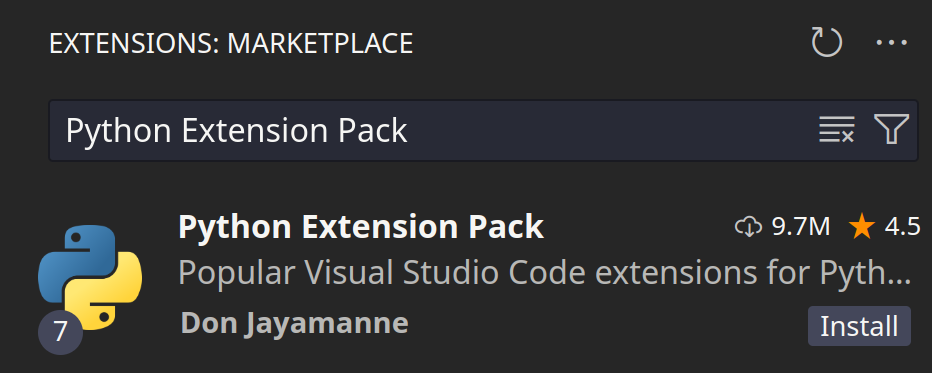 EXTENSIONS: MARKETPLACE
Python Extension Pack
Python Extension Pack 9.7M 4.5
Popular Visual Studio Code extensions for Pyth...
7 Don Jayamanne Install